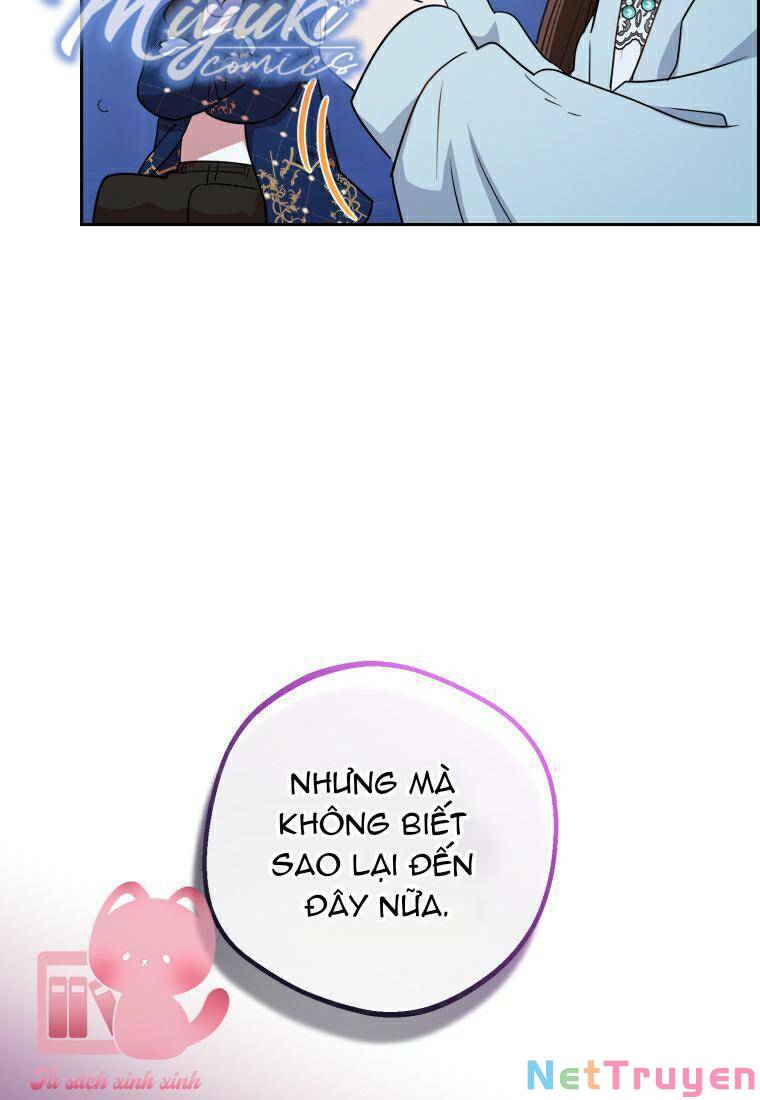 Miyuki
comics
NHƯNG MÀ
KHÔNG BIẾT
SAO LẠI ĐẾN
ĐÂY NỮA.
Tủ sách xinh xinh
NetTruyen